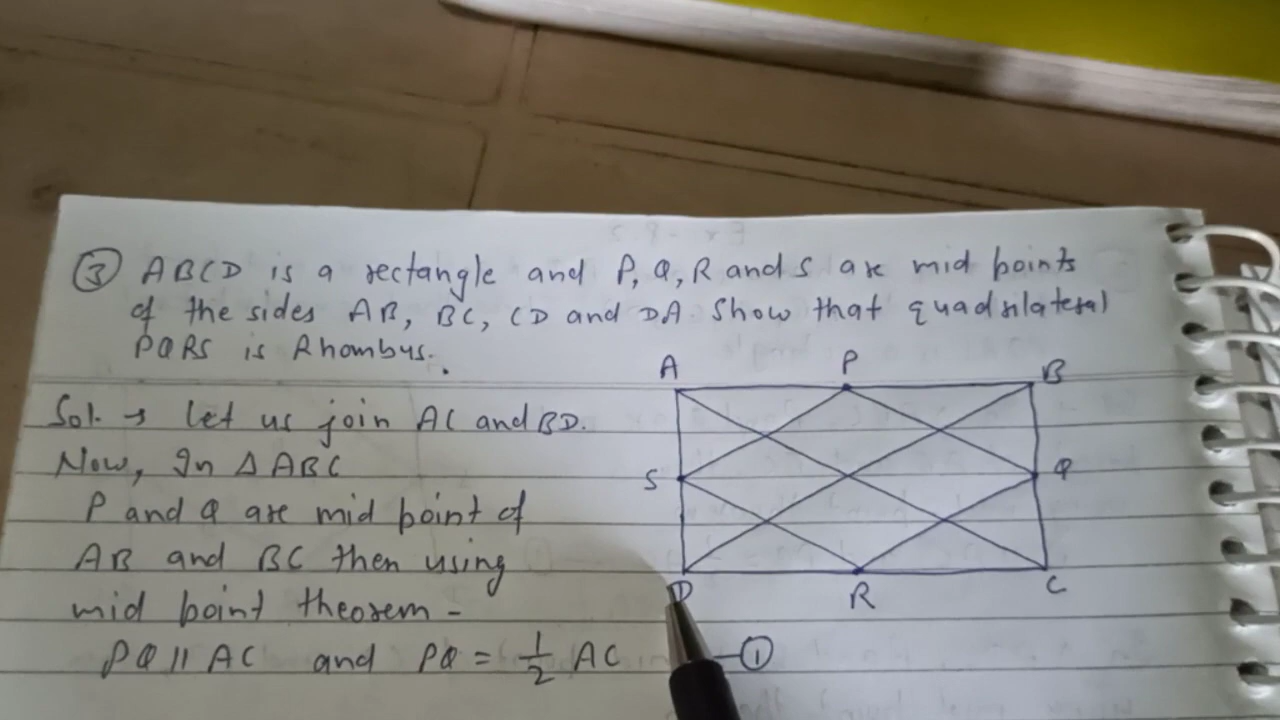 ③ ABCD is a rectangle and P, Q, R and S are mid points
of the sides AB, BC, CD and DA Show that quadrilateral
PQRS is Rhombus.
A P B
Sol. → let us join AC and BD.
Now, In Δ ABC
S Q
P and Q are mid point of
AB and BC then using
D R C
mid point theorem -
PQ || AC and PQ = 1/2 AC —①